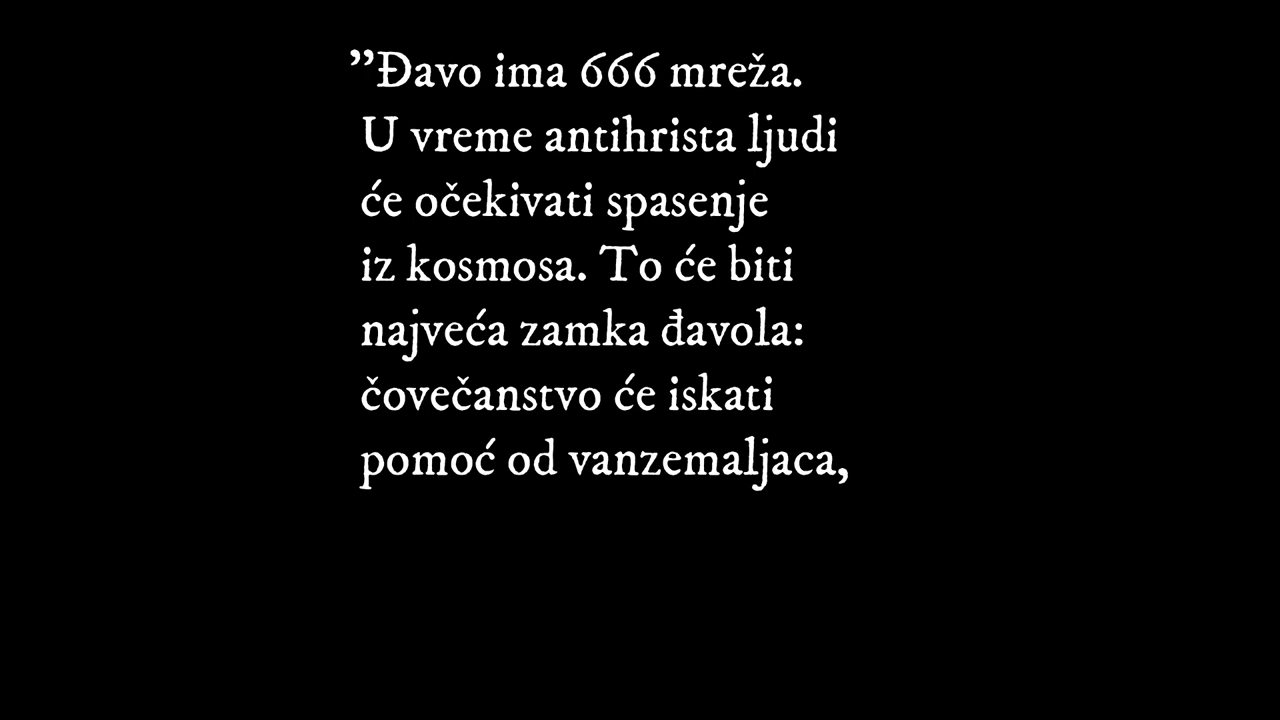 ”Đavo ima 666 mreža.
U vreme antihrista ljudi
će očekivati spasenje
iz kosmosa. To će biti
najveća zamka đavola:
čovečanstvo će iskati
pomoć od vanzemaljaca,